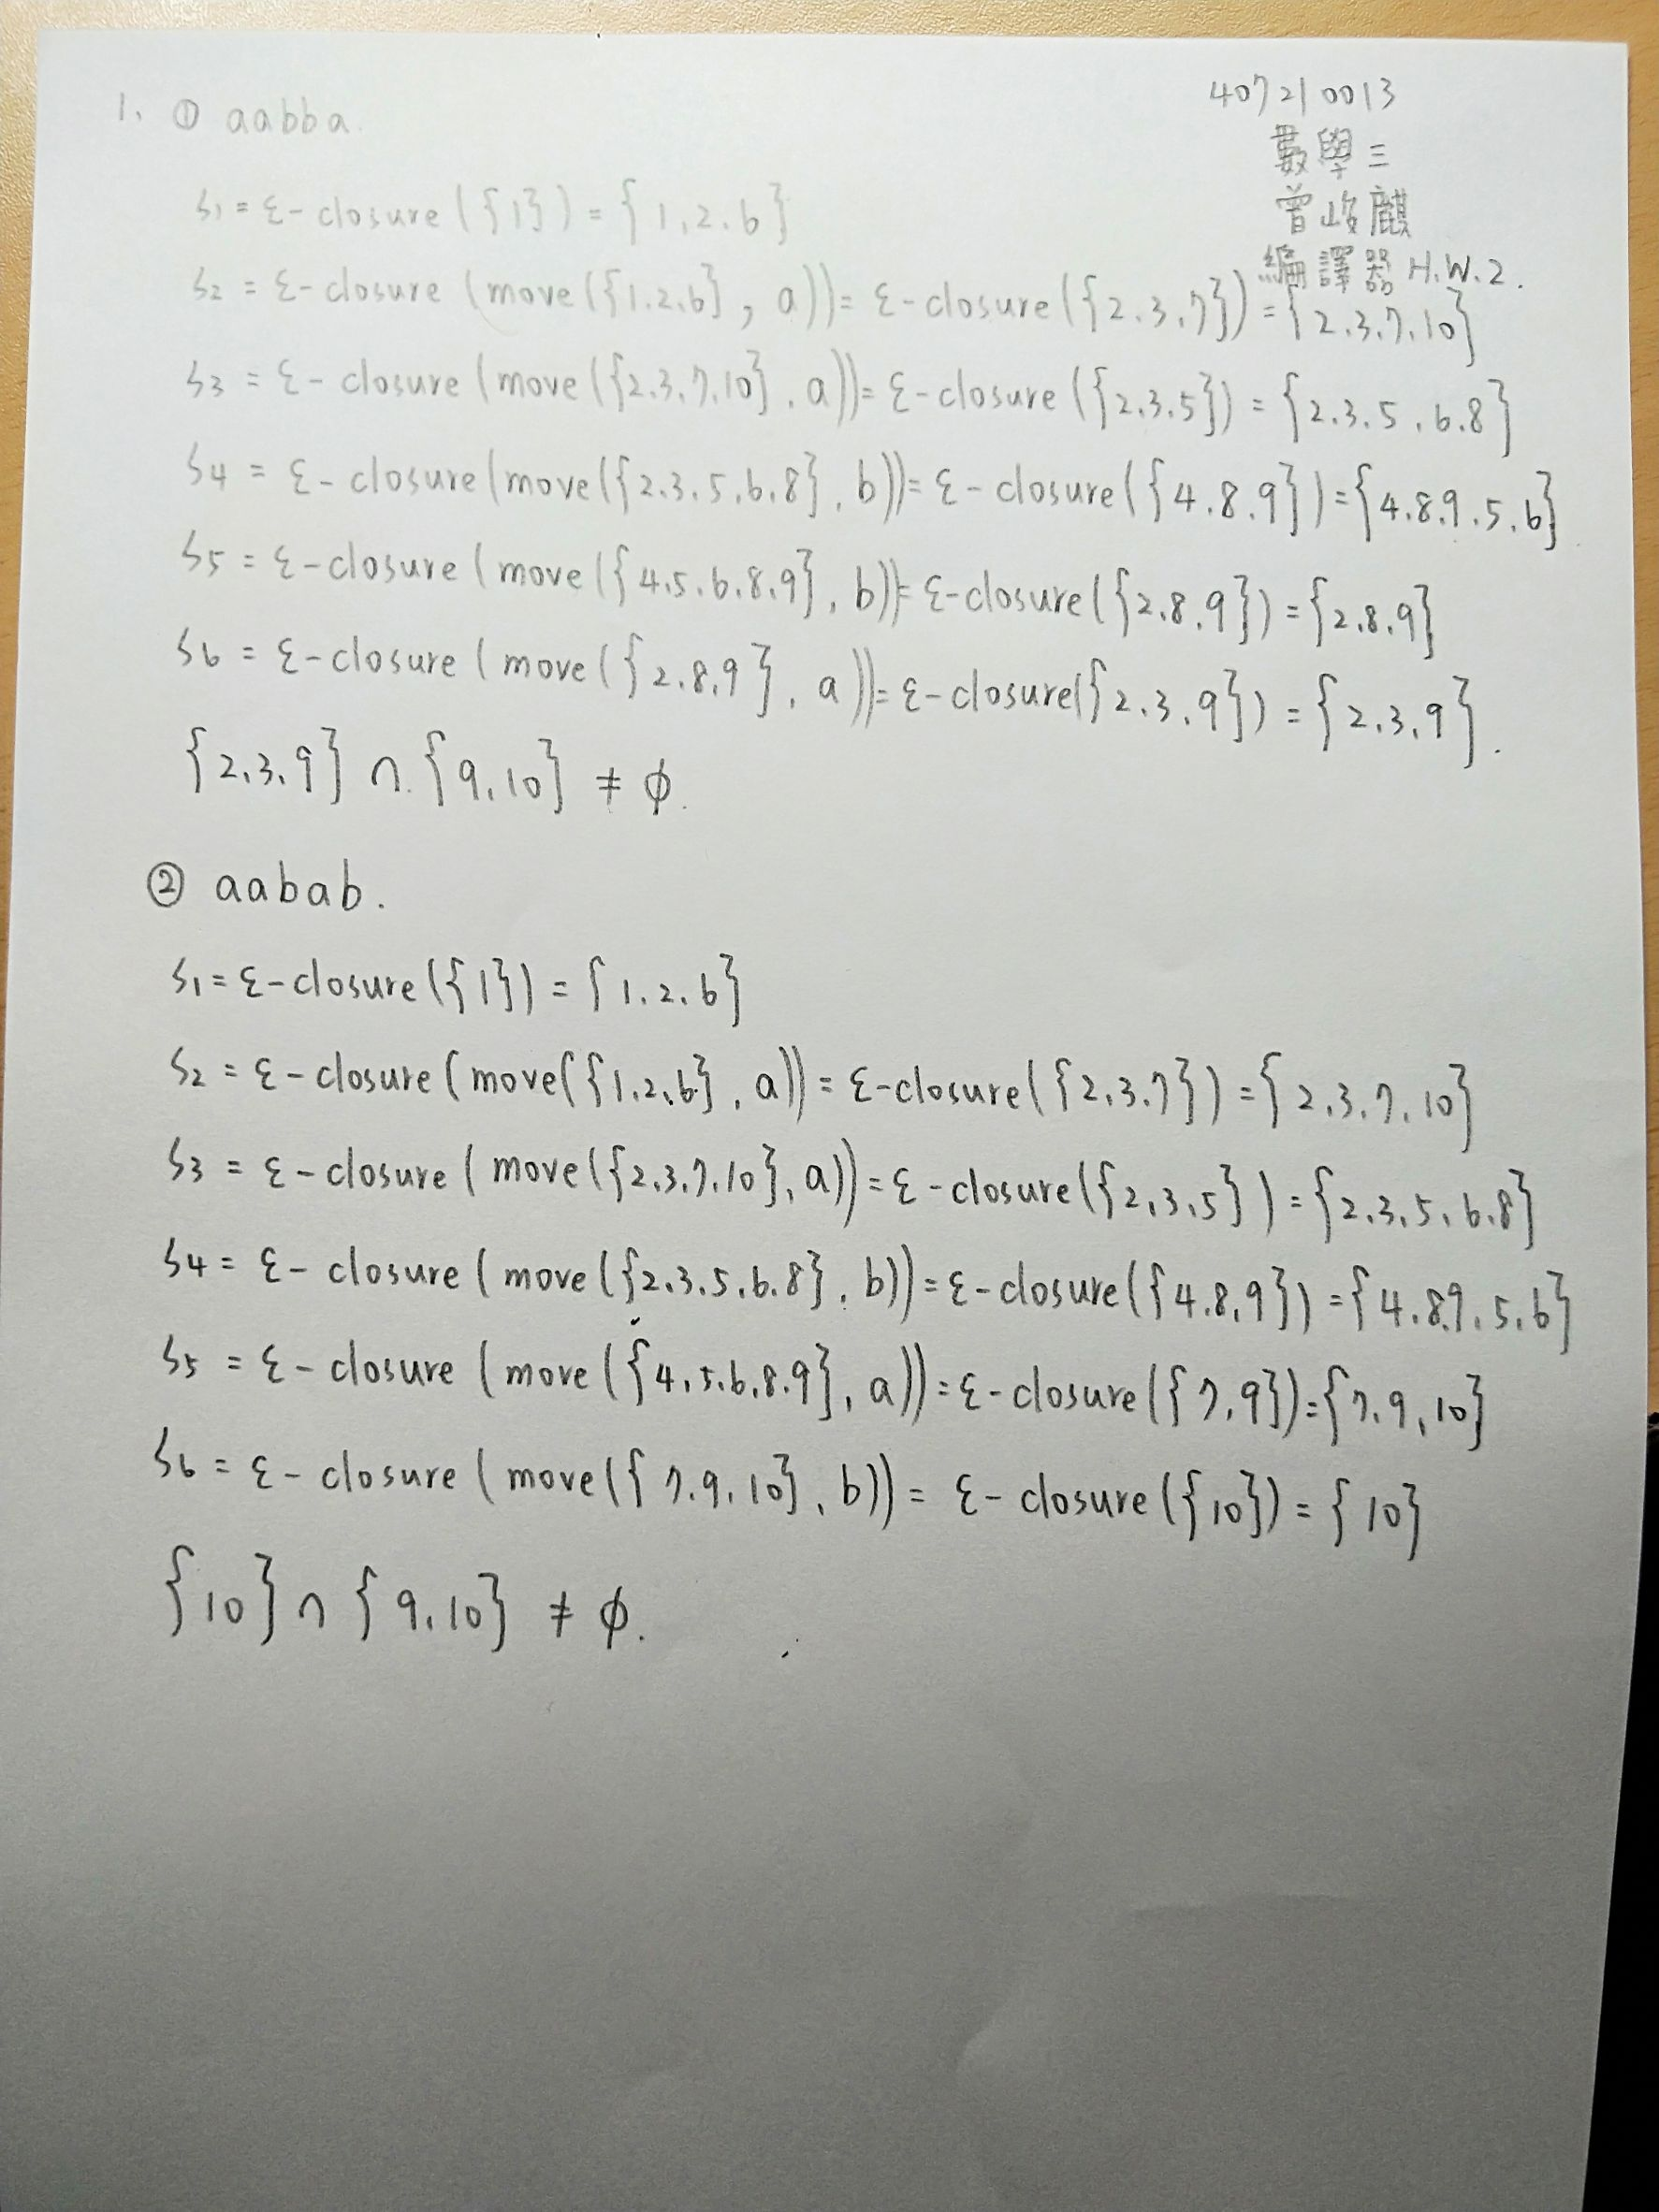 40721 0013
數學三
曾峻麒
編譯器 H.W.2.
1. ① aabba.
S1 = ε-closure ({1}) = {1,2.6}
S2 = ε-closure (move({1.2.6}, a)) = ε-closure ({2.3.7}) = {2.3.7.10}
S3 = ε-closure (move({2.3.7.10}, a)) = ε-closure ({2.3.5}) = {2.3.5.6.8}
S4 = ε-closure (move({2.3.5.6.8}, b)) = ε-closure ({4.8.9}) = {4.8.9.5.6}
S5 = ε-closure (move({4.5.6.8.9}, b)) = ε-closure ({2.8.9}) = {2.8.9}
S6 = ε-closure (move({2.8.9}, a)) = ε-closure({2.3.9}) = {2.3.9}.
{2.3.9} ∩ {9.10} ≠ ϕ.
② aabab.
S1 = ε-closure ({1}) = {1.2.6}
S2 = ε-closure (move({1.2.6}, a)) = ε-closure ({2.3.7}) = {2.3.7.10}
S3 = ε-closure (move({2.3.7.10}, a)) = ε-closure ({2.3.5}) = {2.3.5.6.8}
S4 = ε-closure (move({2.3.5.6.8}, b)) = ε-closure ({4.8.9}) = {4.8.9.5.6}
S5 = ε-closure (move({4.5.6.8.9}, a)) = ε-closure ({7.9}) = {7.9.10}
S6 = ε-closure (move({7.9.10}, b)) = ε-closure ({10}) = {10}
{10} ∩ {9.10} ≠ ϕ.